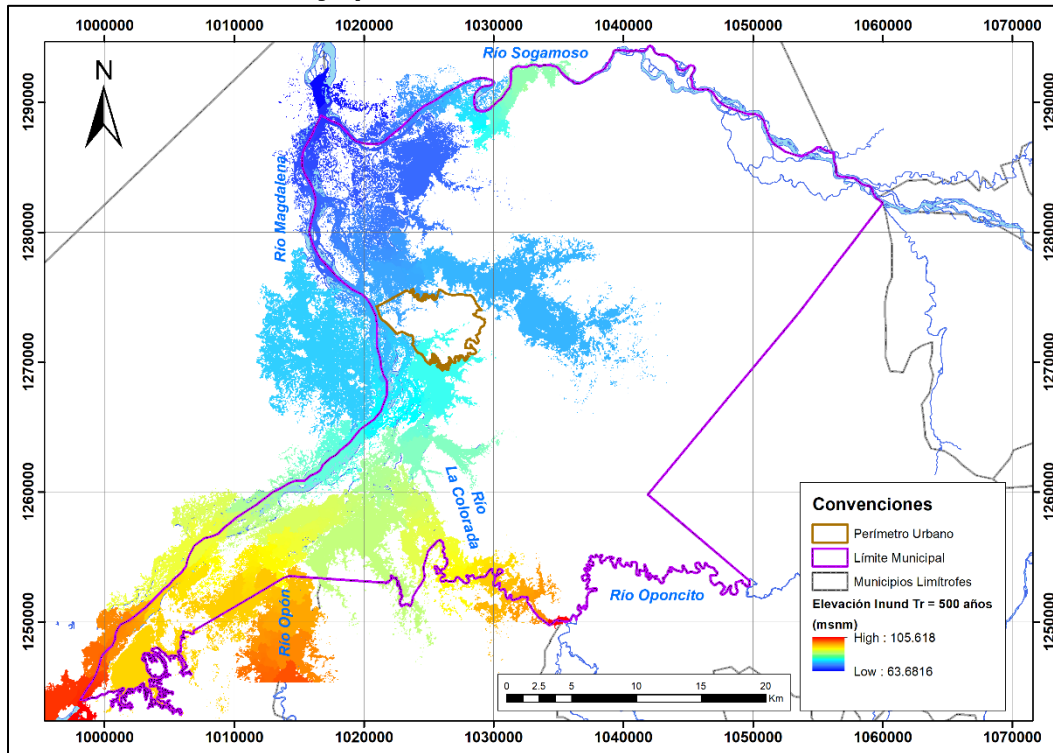 1000000 1010000 1020000 1030000 1040000 1050000 1060000 1070000
Río Sogamoso
N
1290000 1290000
Río Magdalena
1280000 1280000
1270000 1270000
Río
La Colorada
1260000 1260000
Convenciones
Perímetro Urbano
Límite Municipal
Municipios Limítrofes
Elevación Inund Tr = 500 años
(msnm)
High : 105.618
Low : 63.6816
Río Opón
Río Oponcito
1250000 1250000
0 2.5 5 10 15 20
Km
1000000 1010000 1020000 1030000 1040000 1050000 1060000 1070000